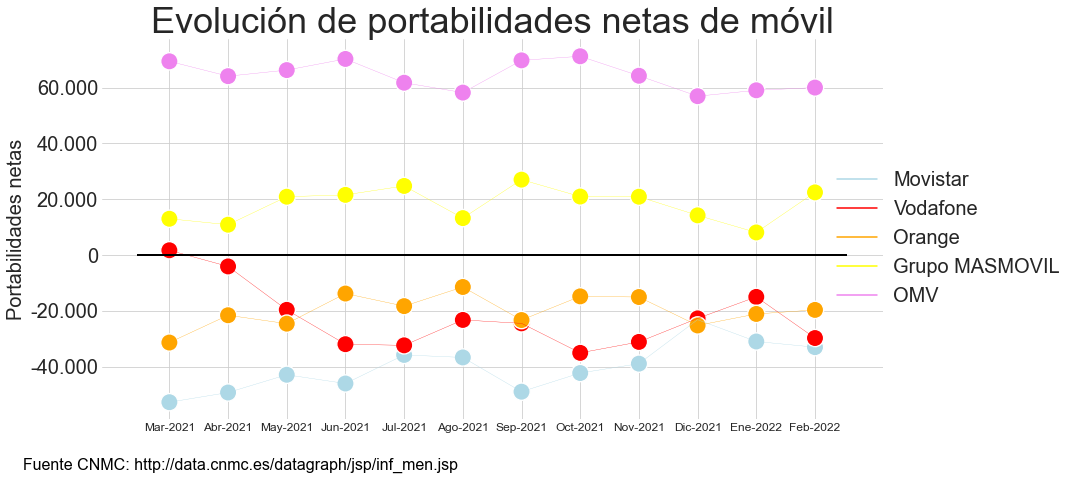 Evolución de portabilidades netas de móvil
Portabilidades netas
60.000
40.000
20.000
0
-20.000
-40.000
Mar-2021 Abr-2021 May-2021 Jun-2021 Jul-2021 Ago-2021 Sep-2021 Oct-2021 Nov-2021 Dic-2021 Ene-2022 Feb-2022
Movistar
Vodafone
Orange
Grupo MASMOVIL
OMV
Fuente CNMC: http://data.cnmc.es/datagraph/jsp/inf_men.jsp